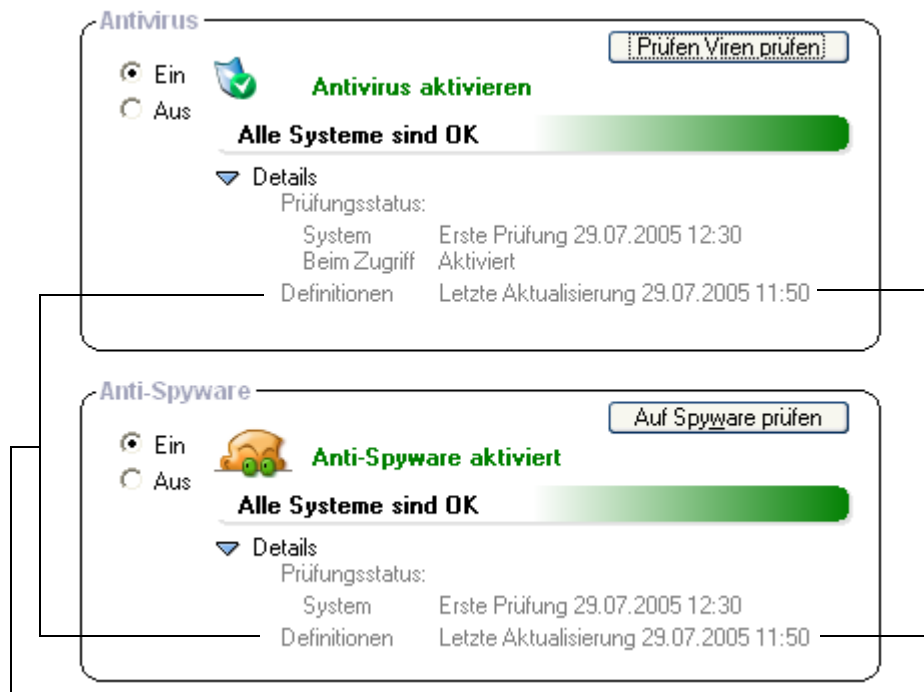 Antivirus
Prüfen Viren prüfen
Ein
Antivirus aktivieren
Aus
Alle Systeme sind OK
Details
Prüfungsstatus:
System Erste Prüfung 29.07.2005 12:30
Beim Zugriff Aktiviert
Definitionen Letzte Aktualisierung 29.07.2005 11:50
Anti-Spyware
Auf Spyware prüfen
Ein
Anti-Spyware aktiviert
Aus
Alle Systeme sind OK
Details
Prüfungsstatus:
System Erste Prüfung 29.07.2005 12:30
Definitionen Letzte Aktualisierung 29.07.2005 11:50